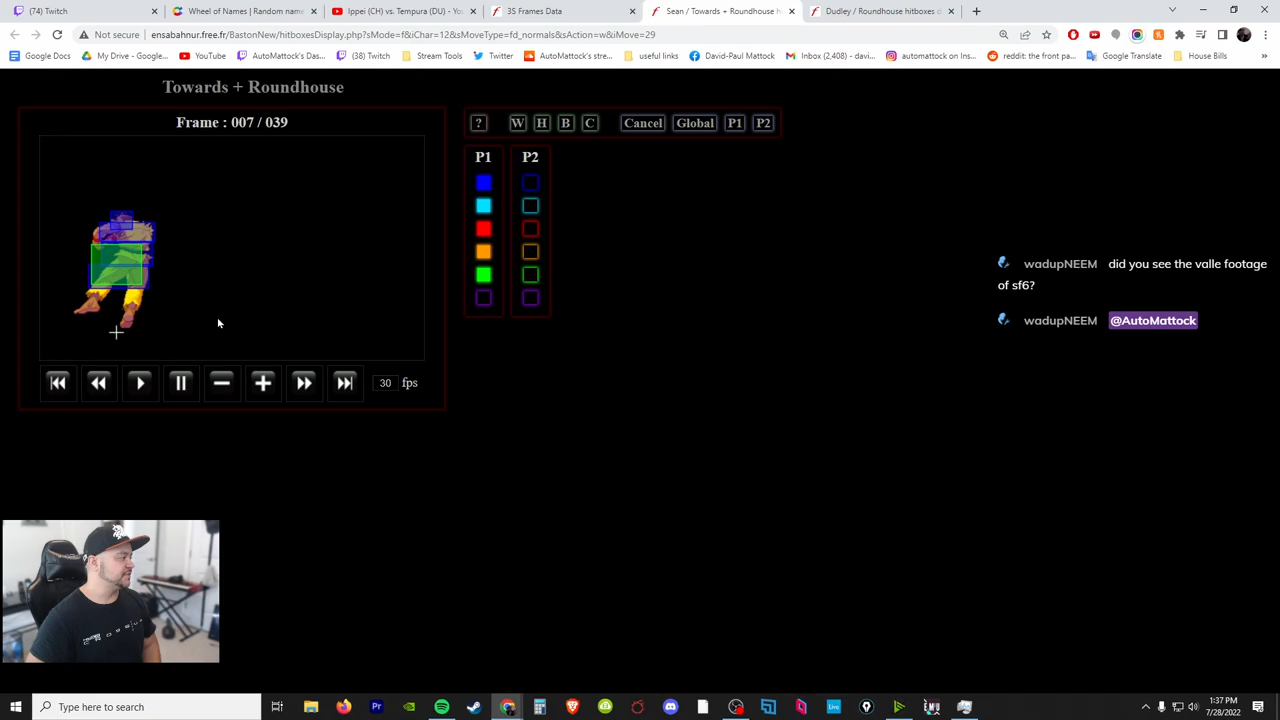 (74) Twitch
Wheel of Names | Random name
Ippei (CH) vs. Tempura (DU) - Yo
3S Frames Data
Sean / Towards + Roundhouse h
Dudley / Roundhouse hitboxes d
Not secure ensabahnur.free.fr/BastonNew/hitboxesDisplay.php?sMode=f&iChar=12&sMoveType=fd_normals&sAction=w&iMove=29
Google Docs My Drive - Google... YouTube AutoMattock's Das... (38) Twitch Stream Tools Twitter AutoMattock's stre... useful links David-Paul Mattock Inbox (2,408) - davi... automattock on Ins... reddit: the front pa... Google Translate House Bills
Towards + Roundhouse
Frame : 007 / 039
? W H B C Cancel Global P1 P2
P1 P2
wadupNEEM did you see the valle footage
of sf6?
wadupNEEM @AutoMattock
30 fps
Type here to search
1:37 PM
7/28/2022